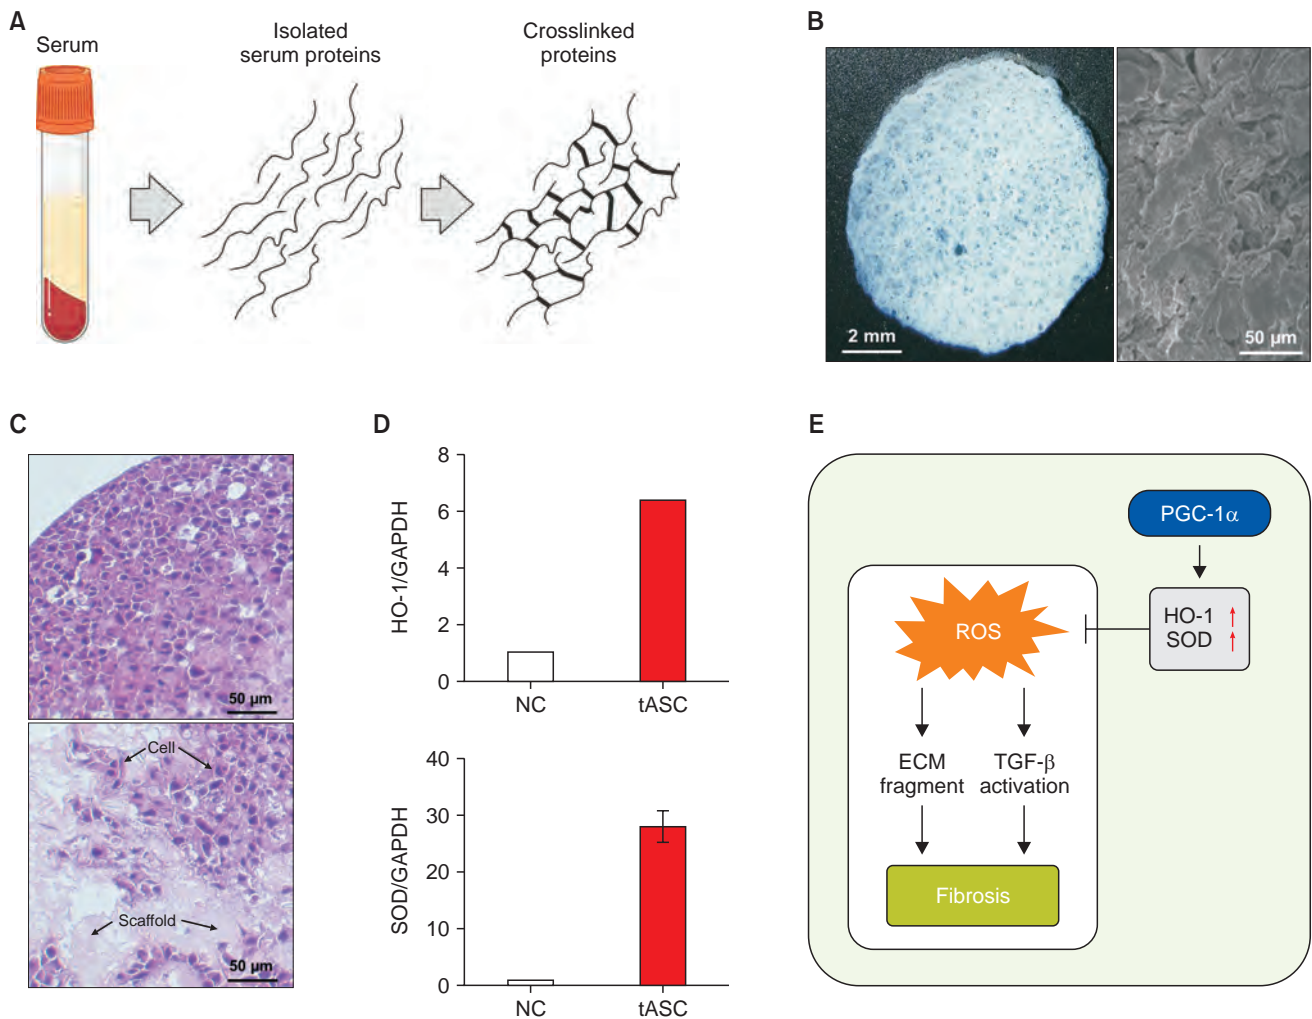 A
Serum
Isolated
serum proteins
Crosslinked
proteins
B
2 mm
50 µm
C
50 µm
Cell
Scaffold
50 µm
D
HO-1/GAPDH
8
6
4
2
0
NC
tASC
SOD/GAPDH
40
30
20
10
0
NC
tASC
E
PGC-1α
HO-1
SOD
ROS
ECM
fragment
TGF-β
activation
Fibrosis